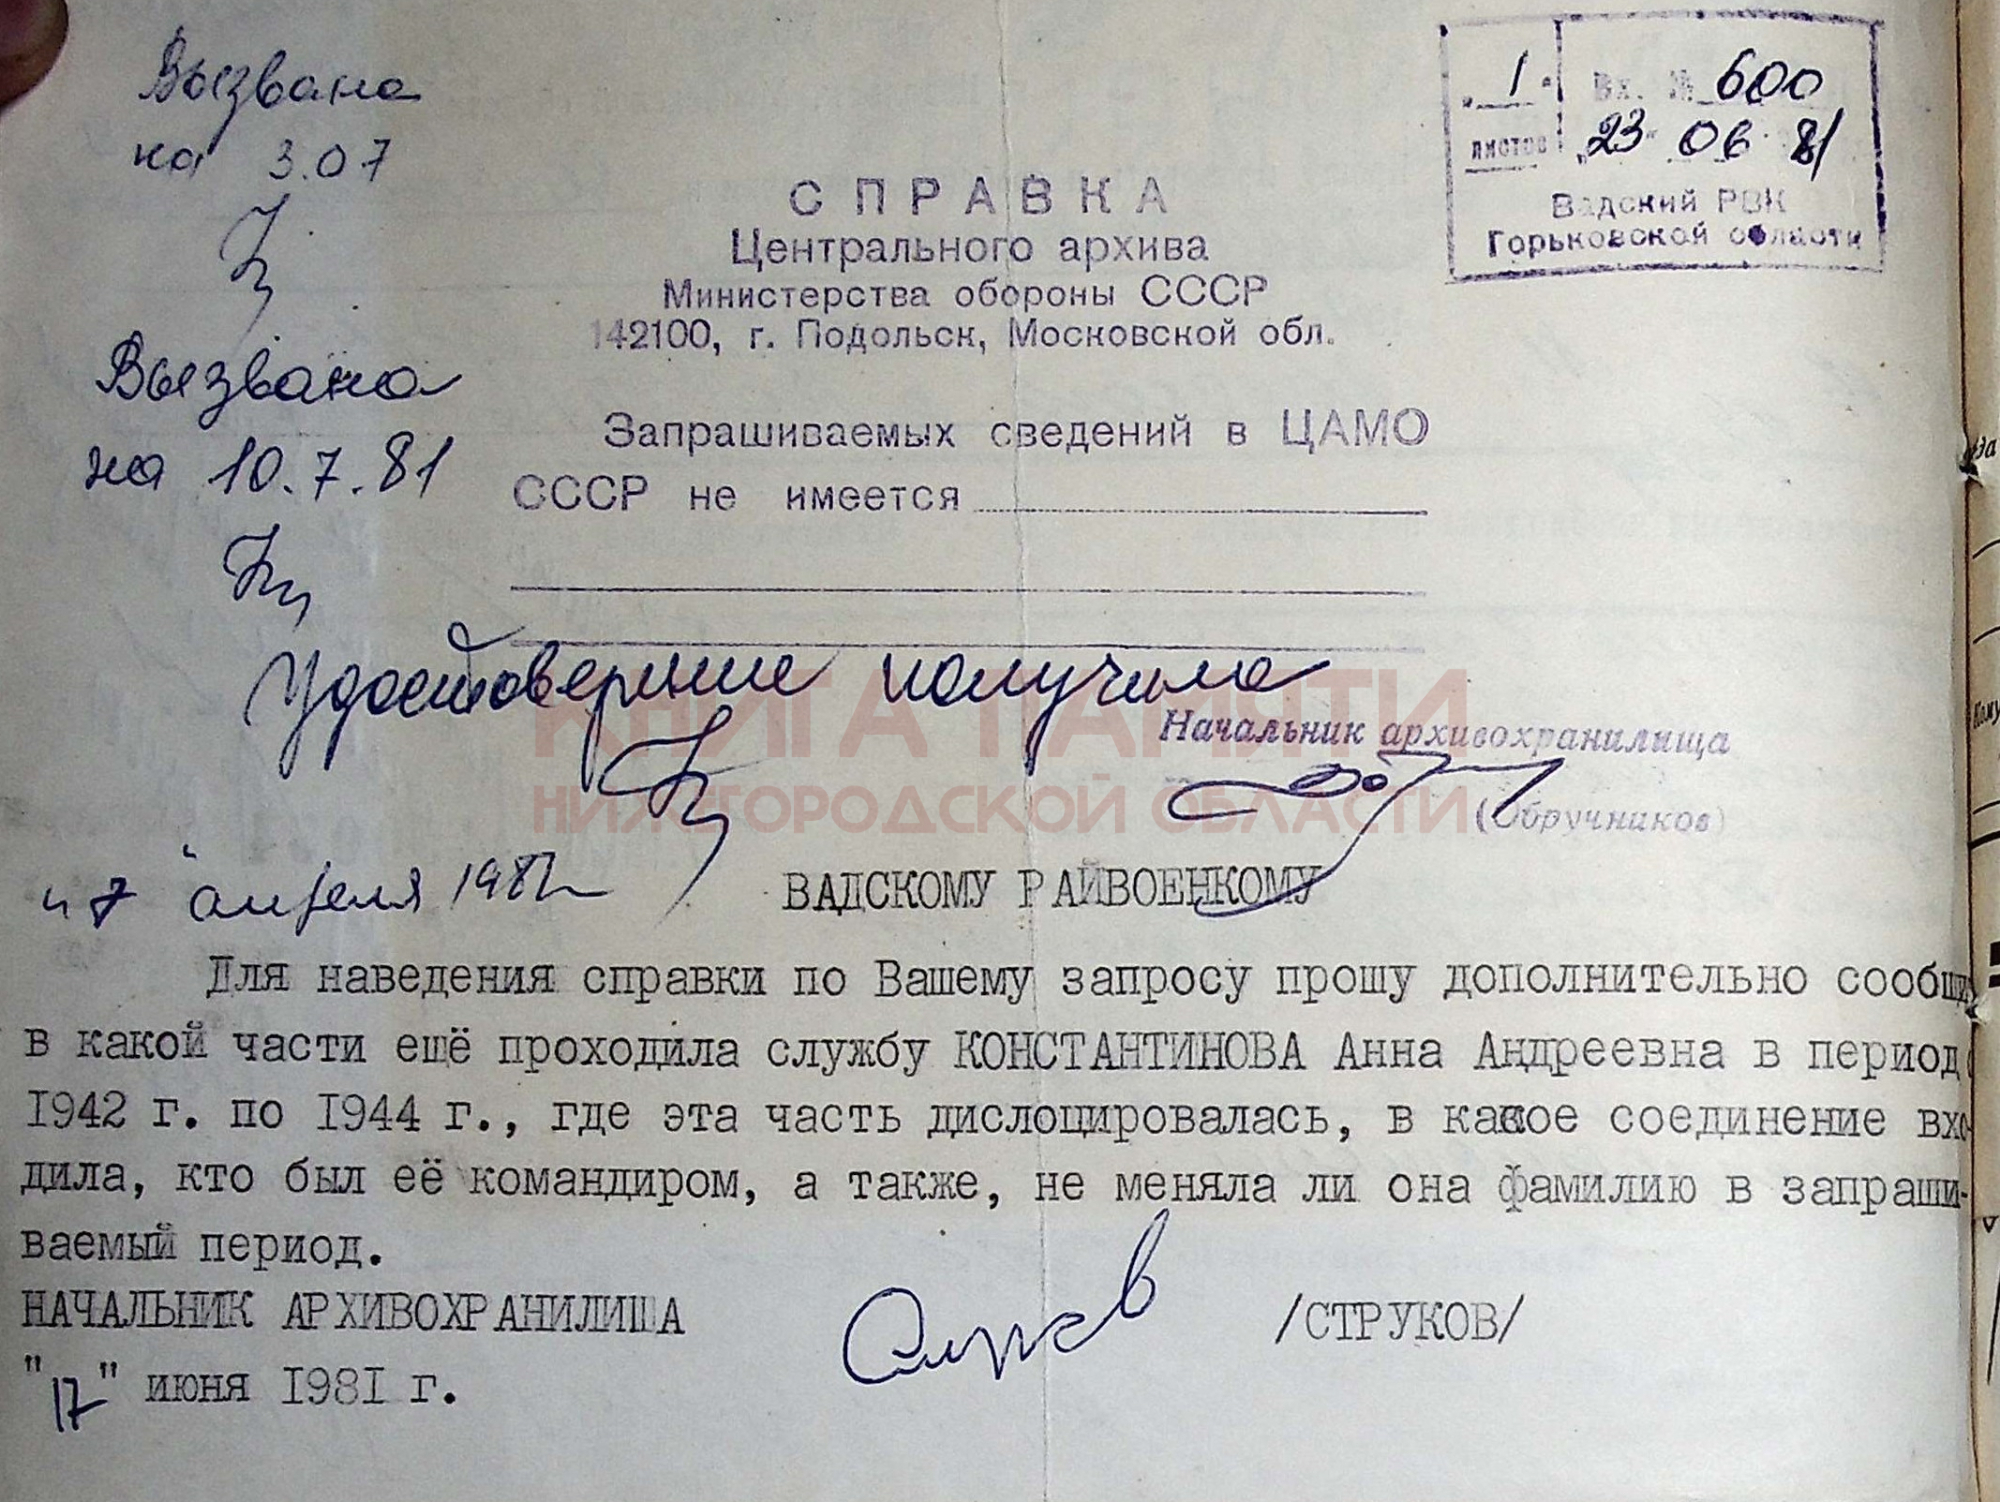 Вызвана
на 3.07
1
листов
Вх. № 600
23 06 81
Вадский РВК
Горьковской области
СПРАВКА
Центрального архива
Министерства обороны СССР
142100, г. Подольск, Московской обл.
Вызвана
на 10.7.81
Запрашиваемых сведений в ЦАМО
СССР не имеется
Удостоверение получила
КНИГА ПАМЯТИ
НИЖЕГОРОДСКОЙ ОБЛАСТИ
Начальник архивохранилища
(Обручников)
"7" апреля 1982
ВАДСКОМУ РАЙВОЕНКОМУ
Для наведения справки по Вашему запросу прошу дополнительно сообщи
в какой части ещё проходила службу КОНСТАНТИНОВА Анна Андреевна в период
1942 г. по 1944 г., где эта часть дислоцировалась, в какое соединение вхо-
дила, кто был её командиром, а также, не меняла ли она фамилию в запраши-
ваемый период.
НАЧАЛЬНИК АРХИВОХРАНИЛИЩА /СТРУКОВ/
"17" июня 1981 г.